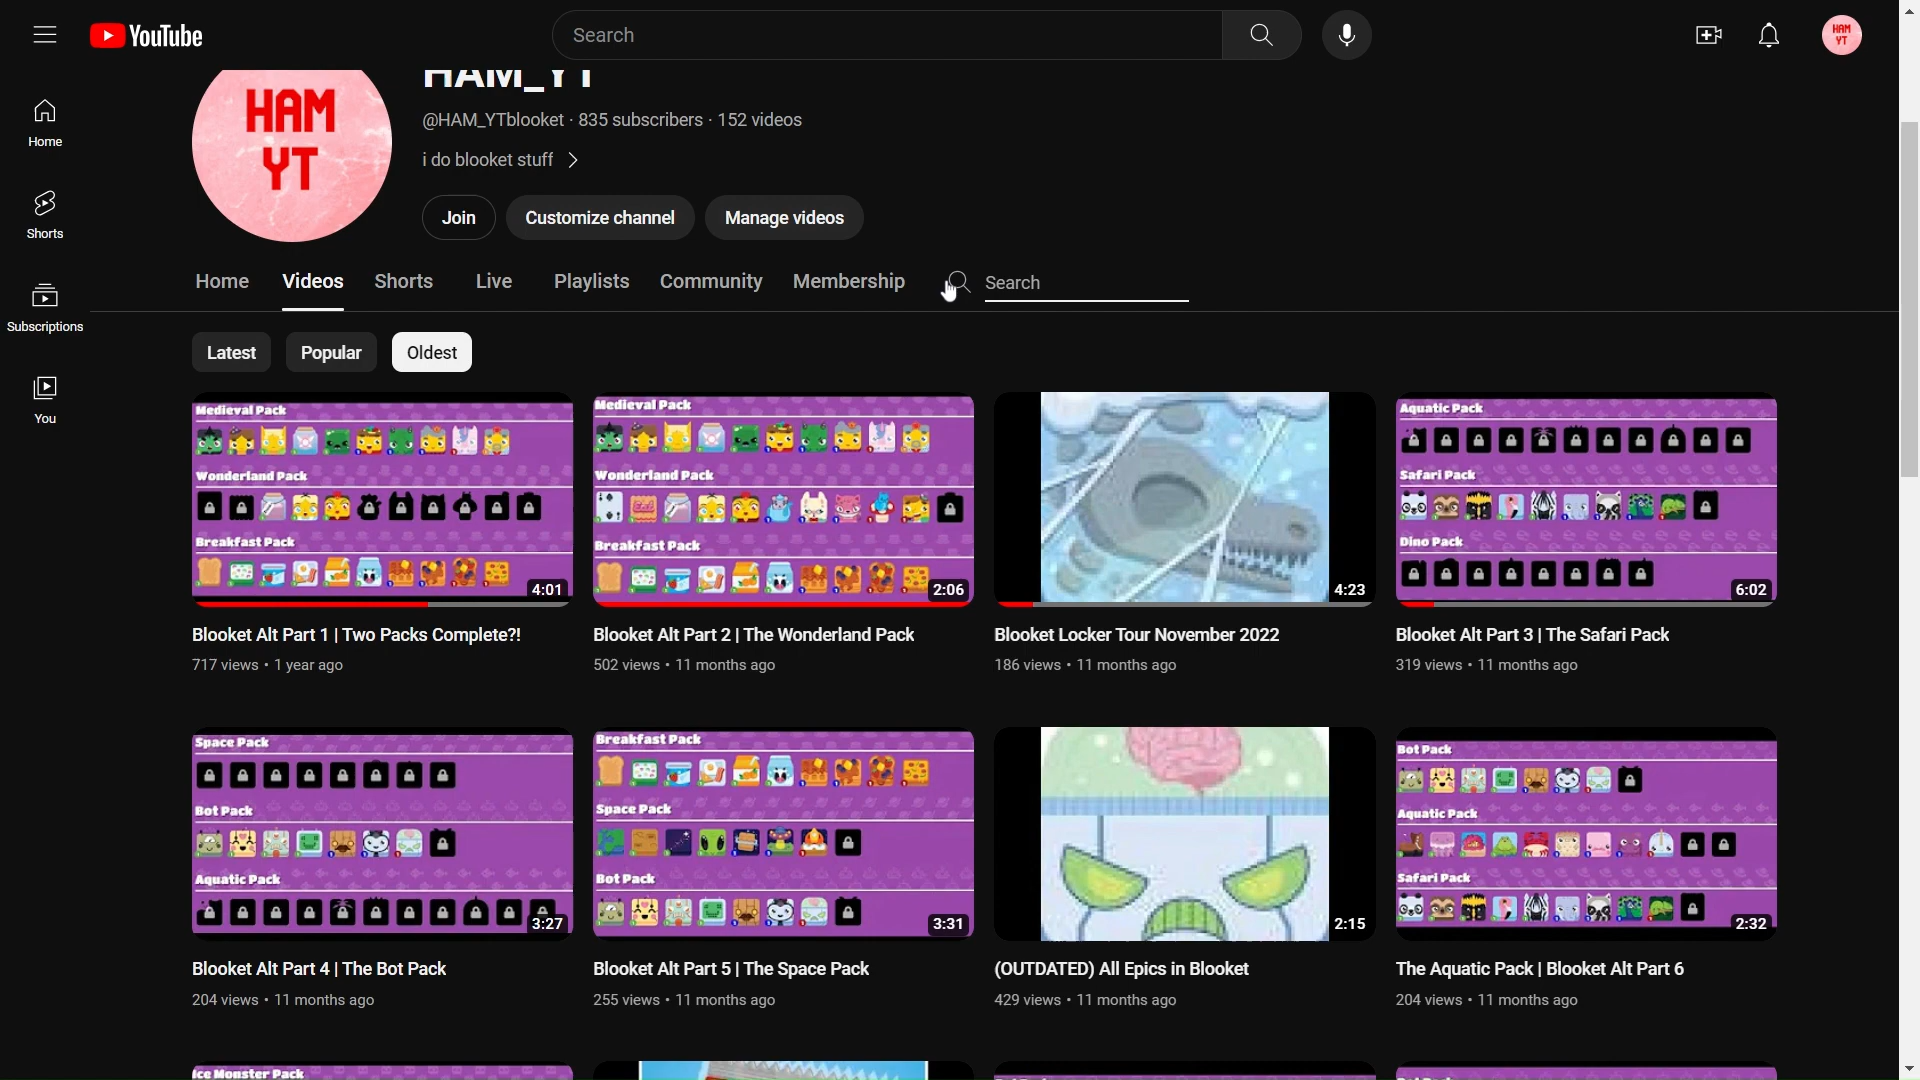 YouTube
Search
HAM
YT
HAM_YT
Home
Shorts
Subscriptions
You
HAM
YT
@HAM_YTblooket · 835 subscribers · 152 videos
i do blooket stuff
Join
Customize channel
Manage videos
Home
Videos
Shorts
Live
Playlists
Community
Membership
Search
Latest
Popular
Oldest
Medieval Pack
Wonderland Pack
Breakfast Pack
4:01
Blooket Alt Part 1 | Two Packs Complete?!
717 views • 1 year ago
Medieval Pack
Wonderland Pack
Breakfast Pack
2:06
Blooket Alt Part 2 | The Wonderland Pack
502 views • 11 months ago
4:23
Blooket Locker Tour November 2022
186 views • 11 months ago
Aquatic Pack
Safari Pack
Dino Pack
6:02
Blooket Alt Part 3 | The Safari Pack
319 views • 11 months ago
Space Pack
Bot Pack
Aquatic Pack
3:27
Blooket Alt Part 4 | The Bot Pack
204 views • 11 months ago
Breakfast Pack
Space Pack
Bot Pack
3:31
Blooket Alt Part 5 | The Space Pack
255 views • 11 months ago
2:15
(OUTDATED) All Epics in Blooket
429 views • 11 months ago
Bot Pack
Aquatic Pack
Safari Pack
2:32
The Aquatic Pack | Blooket Alt Part 6
204 views • 11 months ago
Ice Monster Pack